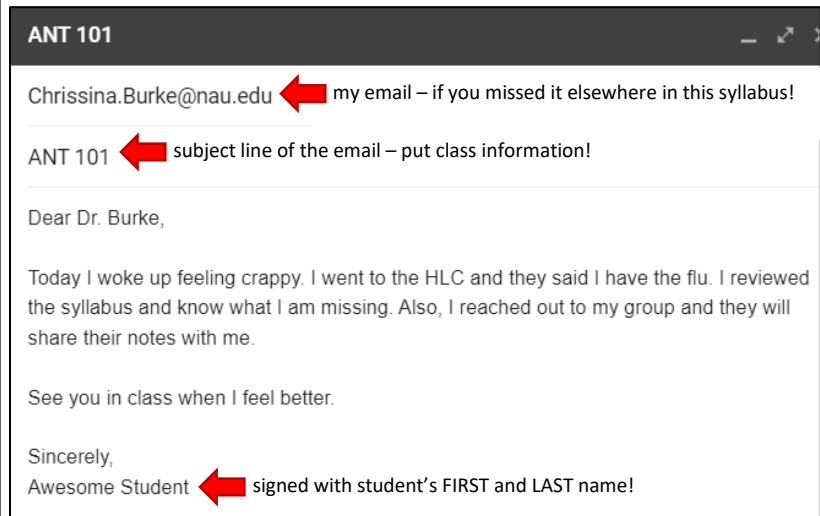 ANT 101
Chrissina.Burke@nau.edu my email – if you missed it elsewhere in this syllabus!
ANT 101 subject line of the email – put class information!
Dear Dr. Burke,
Today I woke up feeling crappy. I went to the HLC and they said I have the flu. I reviewed
the syllabus and know what I am missing. Also, I reached out to my group and they will
share their notes with me.
See you in class when I feel better.
Sincerely,
Awesome Student signed with student’s FIRST and LAST name!